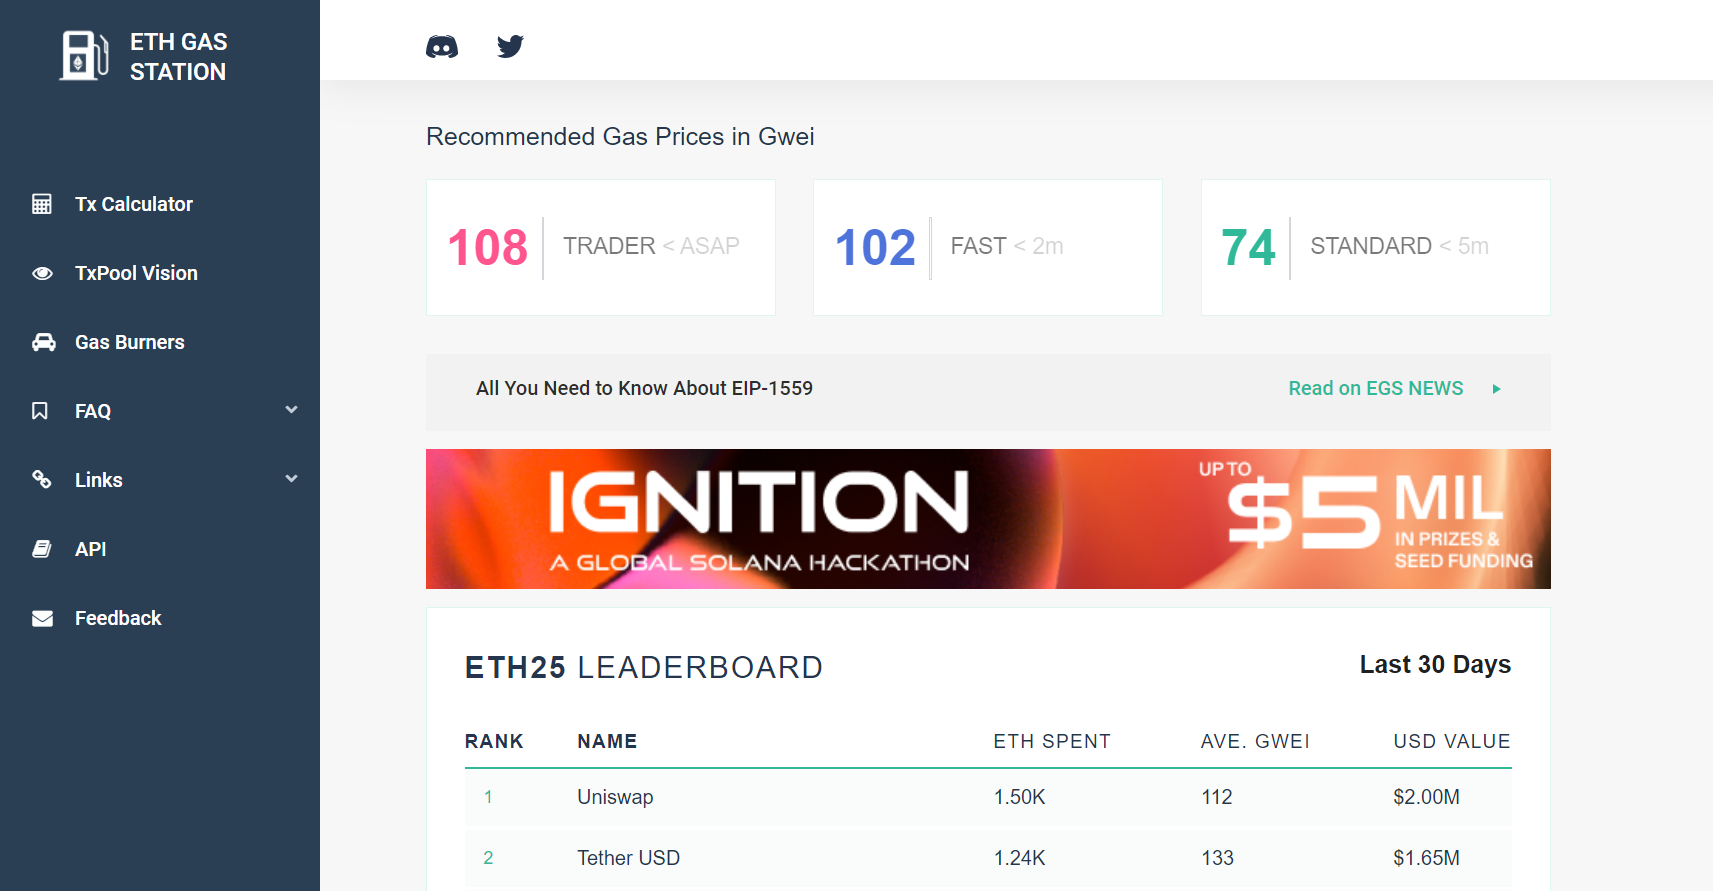 ETH GAS
STATION
Tx Calculator
TxPool Vision
Gas Burners
FAQ
Links
API
Feedback
Recommended Gas Prices in Gwei
108 TRADER < ASAP
102 FAST < 2m
74 STANDARD < 5m
All You Need to Know About EIP-1559 Read on EGS NEWS
IGNITION
A GLOBAL SOLANA HACKATHON
UP TO
$5 MIL
IN PRIZES &
SEED FUNDING
ETH25 LEADERBOARD Last 30 Days
RANK NAME ETH SPENT AVE. GWEI USD VALUE
1 Uniswap 1.50K 112 $2.00M
2 Tether USD 1.24K 133 $1.65M